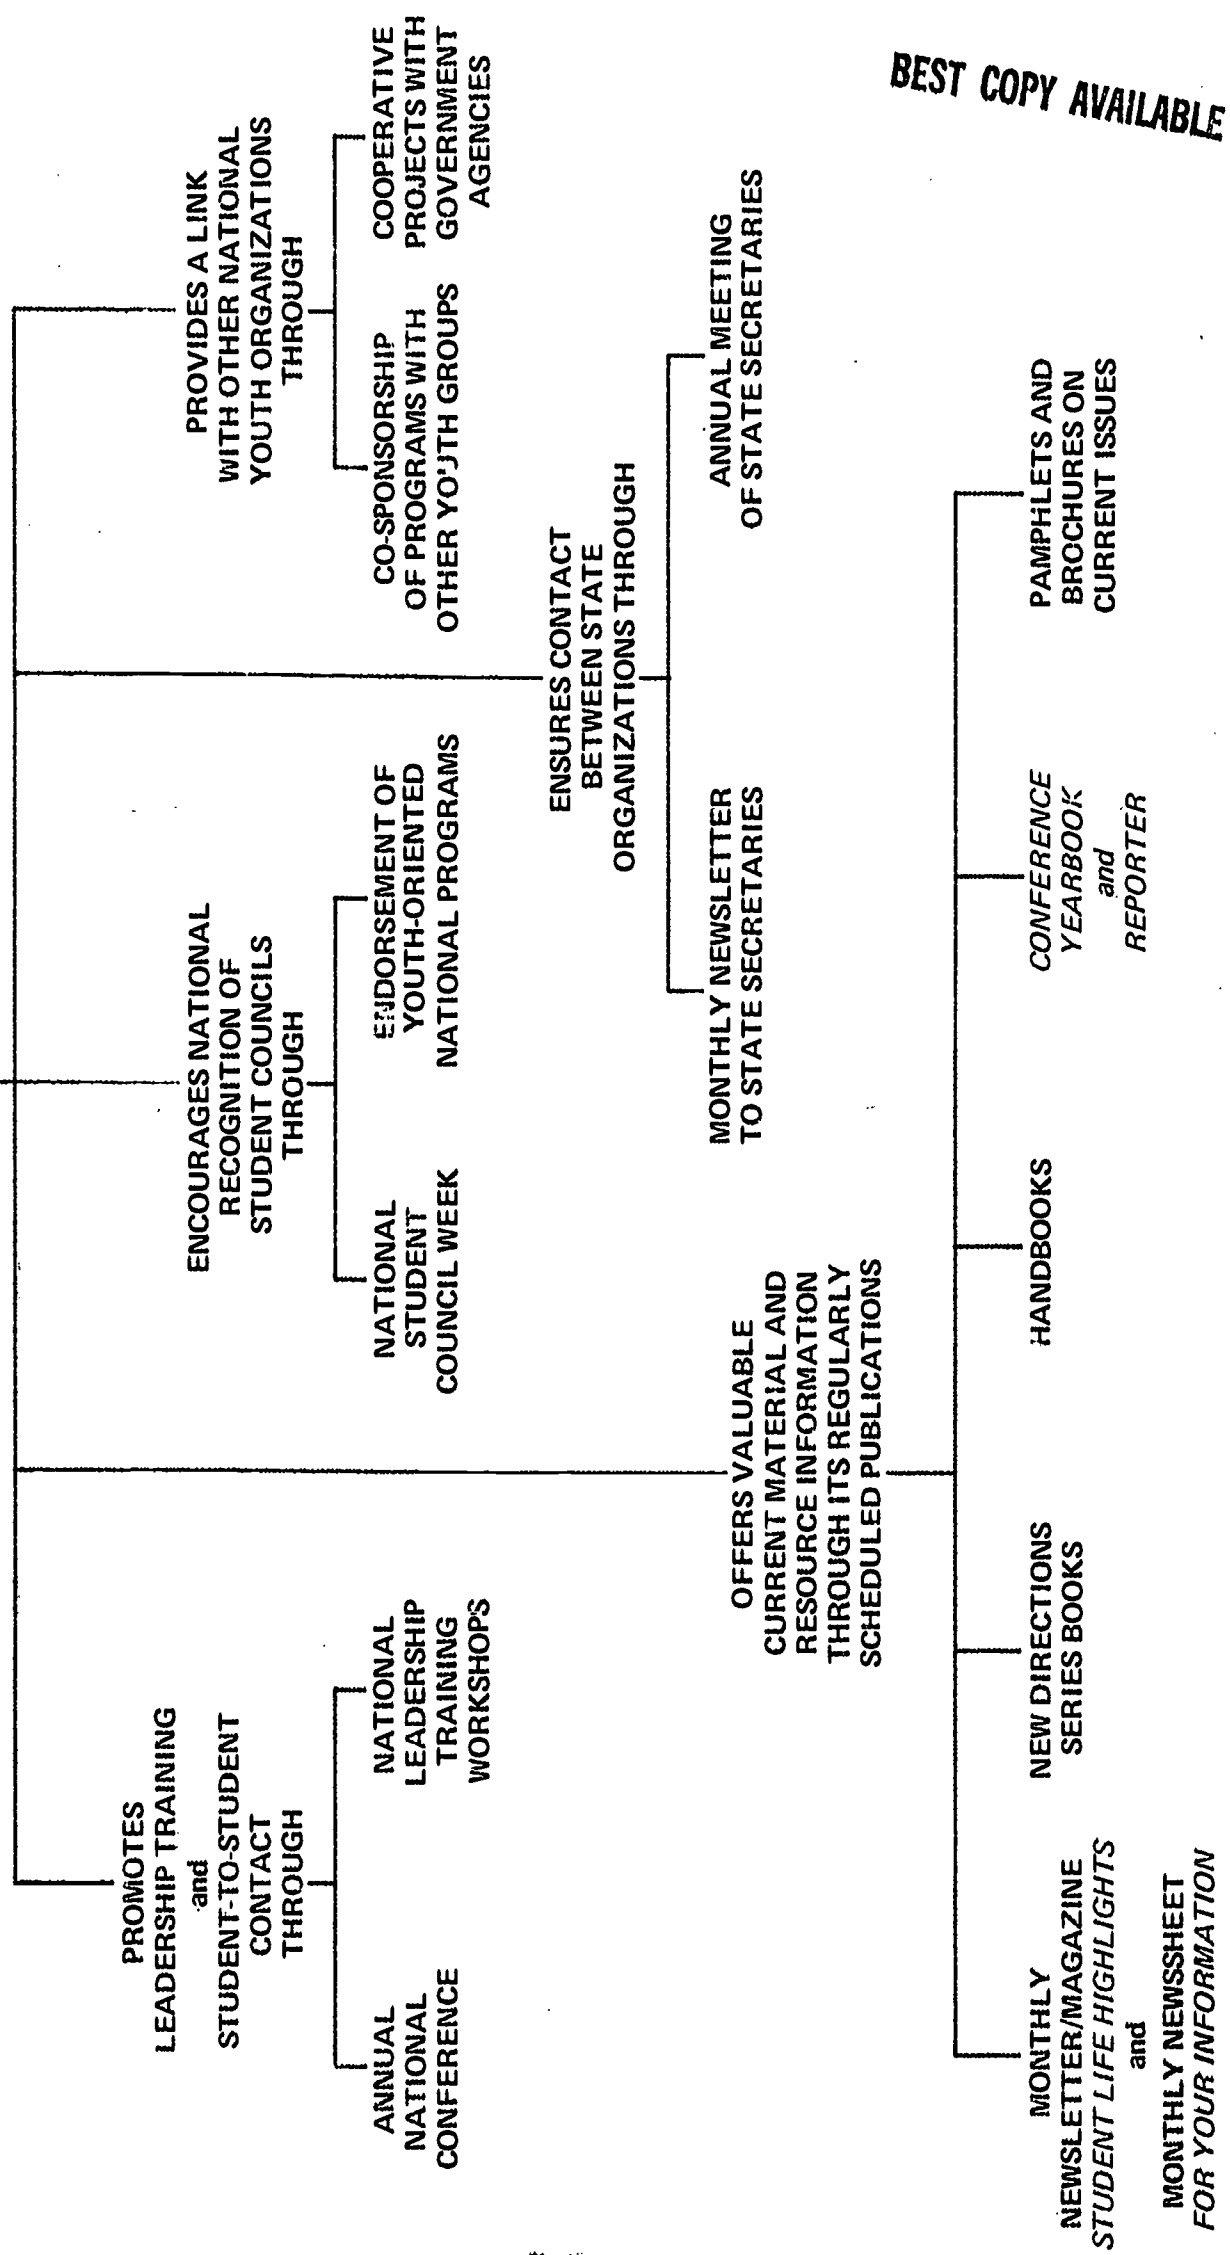 BEST COPY AVAILABLE
PROMOTES
LEADERSHIP TRAINING
and
STUDENT-TO-STUDENT
CONTACT
THROUGH
ANNUAL
NATIONAL
CONFERENCE
NATIONAL
LEADERSHIP
TRAINING
WORKSHOPS
ENCOURAGES NATIONAL
RECOGNITION OF
STUDENT COUNCILS
THROUGH
NATIONAL
STUDENT
COUNCIL WEEK
ENDORSEMENT OF
YOUTH-ORIENTED
NATIONAL PROGRAMS
PROVIDES A LINK
WITH OTHER NATIONAL
YOUTH ORGANIZATIONS
THROUGH
CO-SPONSORSHIP
OF PROGRAMS WITH
OTHER YOUTH GROUPS
COOPERATIVE
PROJECTS WITH
GOVERNMENT
AGENCIES
ENSURES CONTACT
BETWEEN STATE
ORGANIZATIONS THROUGH
MONTHLY NEWSLETTER
TO STATE SECRETARIES
ANNUAL MEETING
OF STATE SECRETARIES
OFFERS VALUABLE
CURRENT MATERIAL AND
RESOURCE INFORMATION
THROUGH ITS REGULARLY
SCHEDULED PUBLICATIONS
MONTHLY
NEWSLETTER/MAGAZINE
STUDENT LIFE HIGHLIGHTS
and
MONTHLY NEWSSHEET
FOR YOUR INFORMATION
NEW DIRECTIONS
SERIES BOOKS
HANDBOOKS
CONFERENCE
YEARBOOK
and
REPORTER
PAMPHLETS AND
BROCHURES ON
CURRENT ISSUES